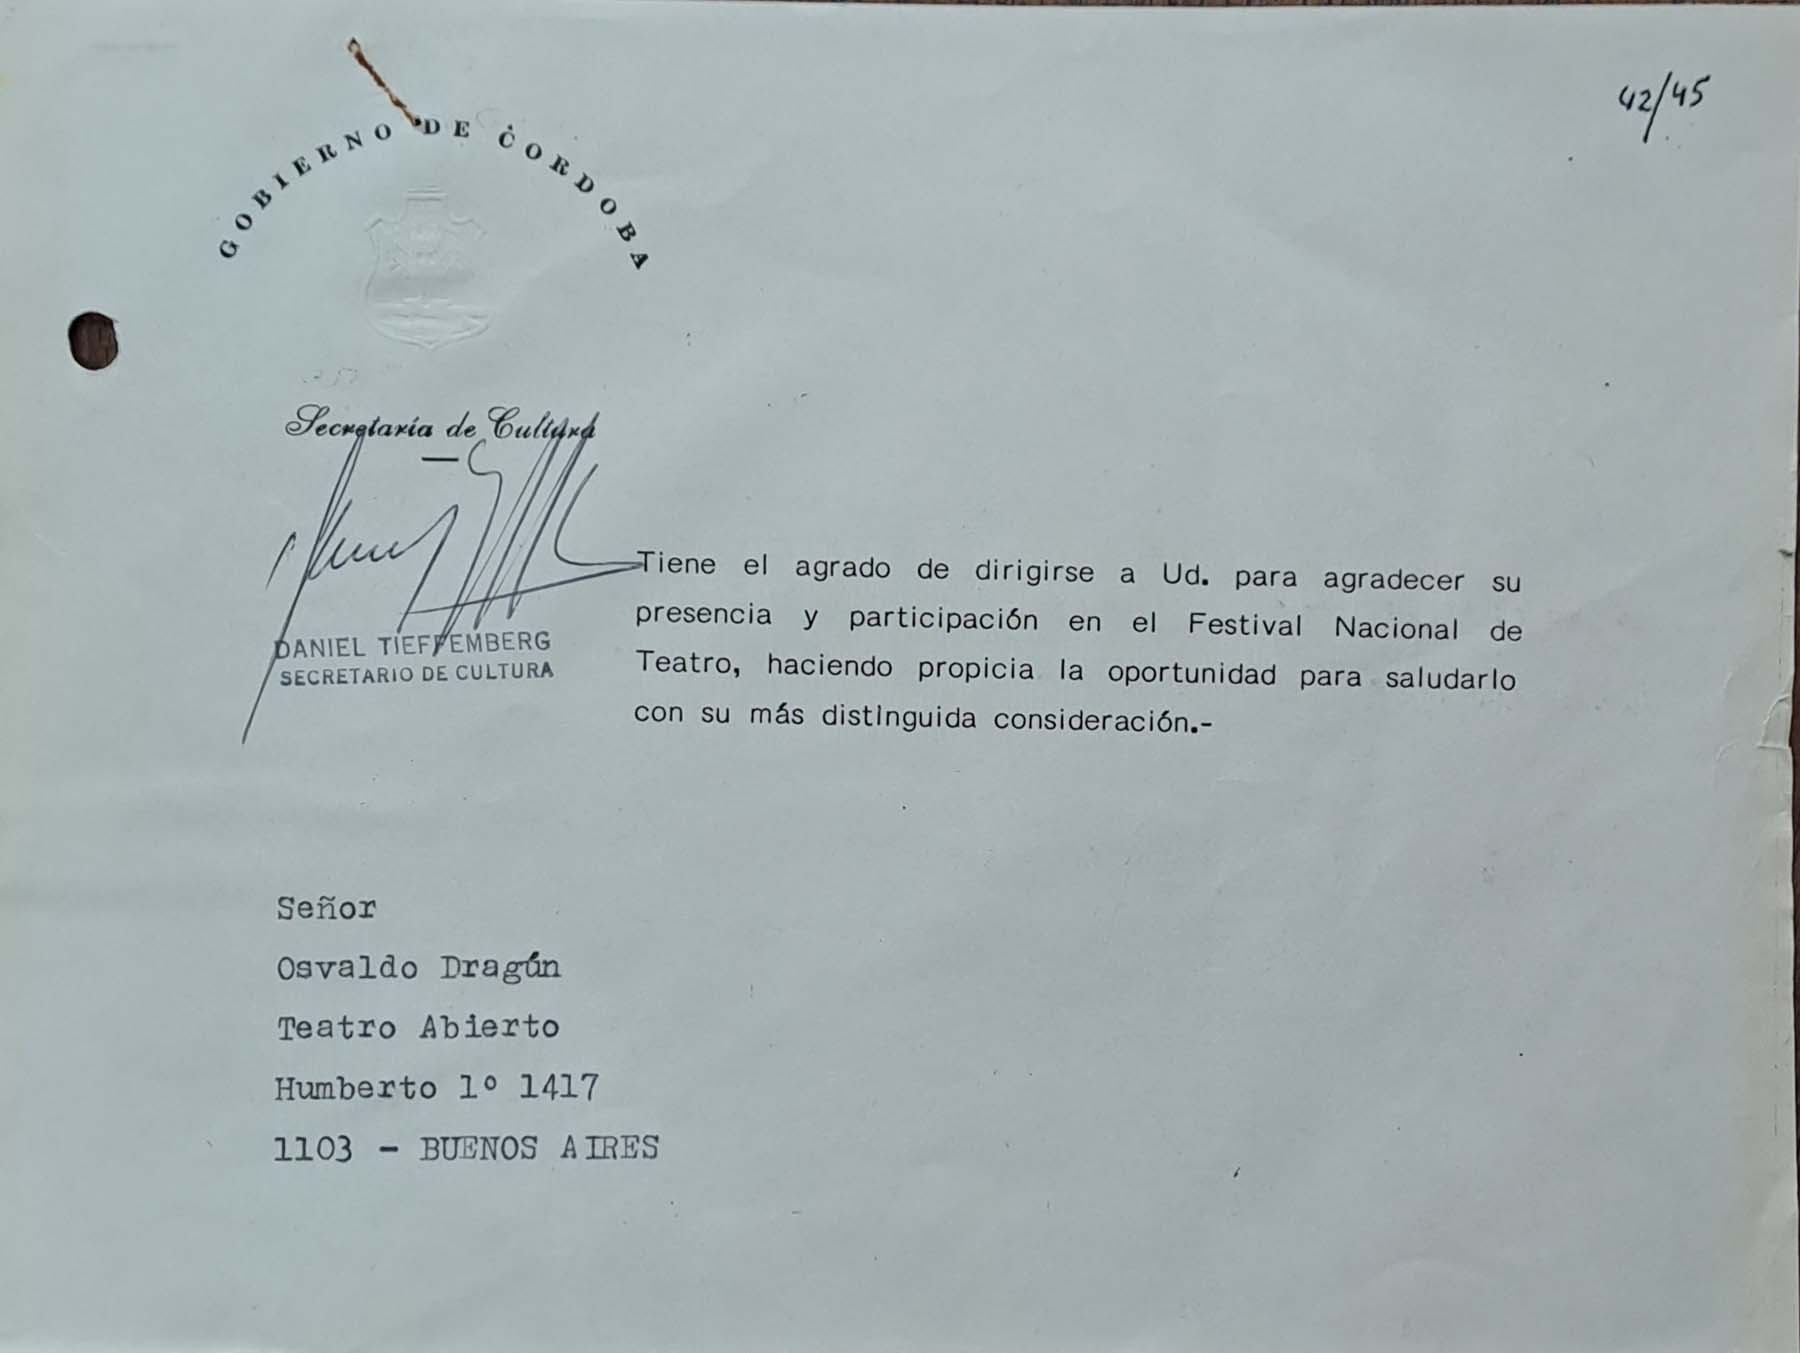 42/45
GOBIERNO DE CORDOBA
Secretaría de Cultura
DANIEL TIEFFEMBERG
SECRETARIO DE CULTURA
Tiene el agrado de dirigirse a Ud. para agradecer su
presencia y participación en el Festival Nacional de
Teatro, haciendo propicia la oportunidad para saludarlo
con su más distinguida consideración.-
Señor
Osvaldo Dragún
Teatro Abierto
Humberto 1º 1417
1103 - BUENOS AIRES